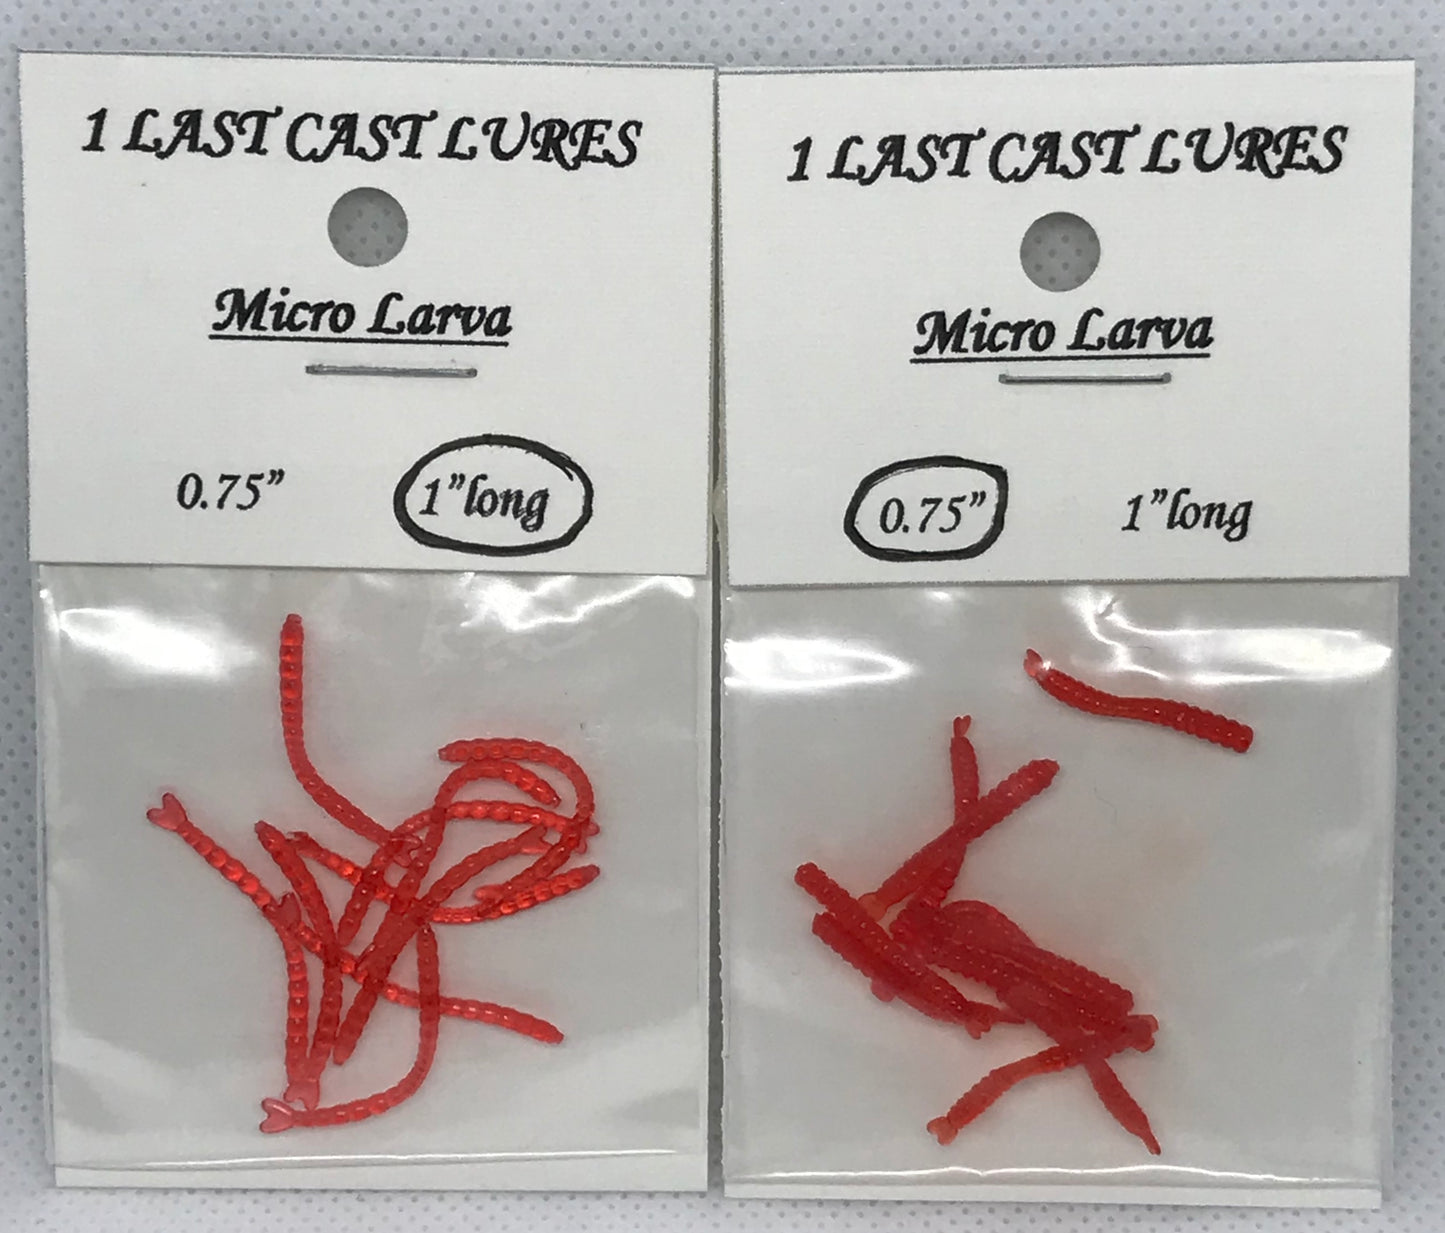 1 LAST CAST LURES
Micro Larva
0.75” 1”long
1 LAST CAST LURES
Micro Larva
0.75” 1”long